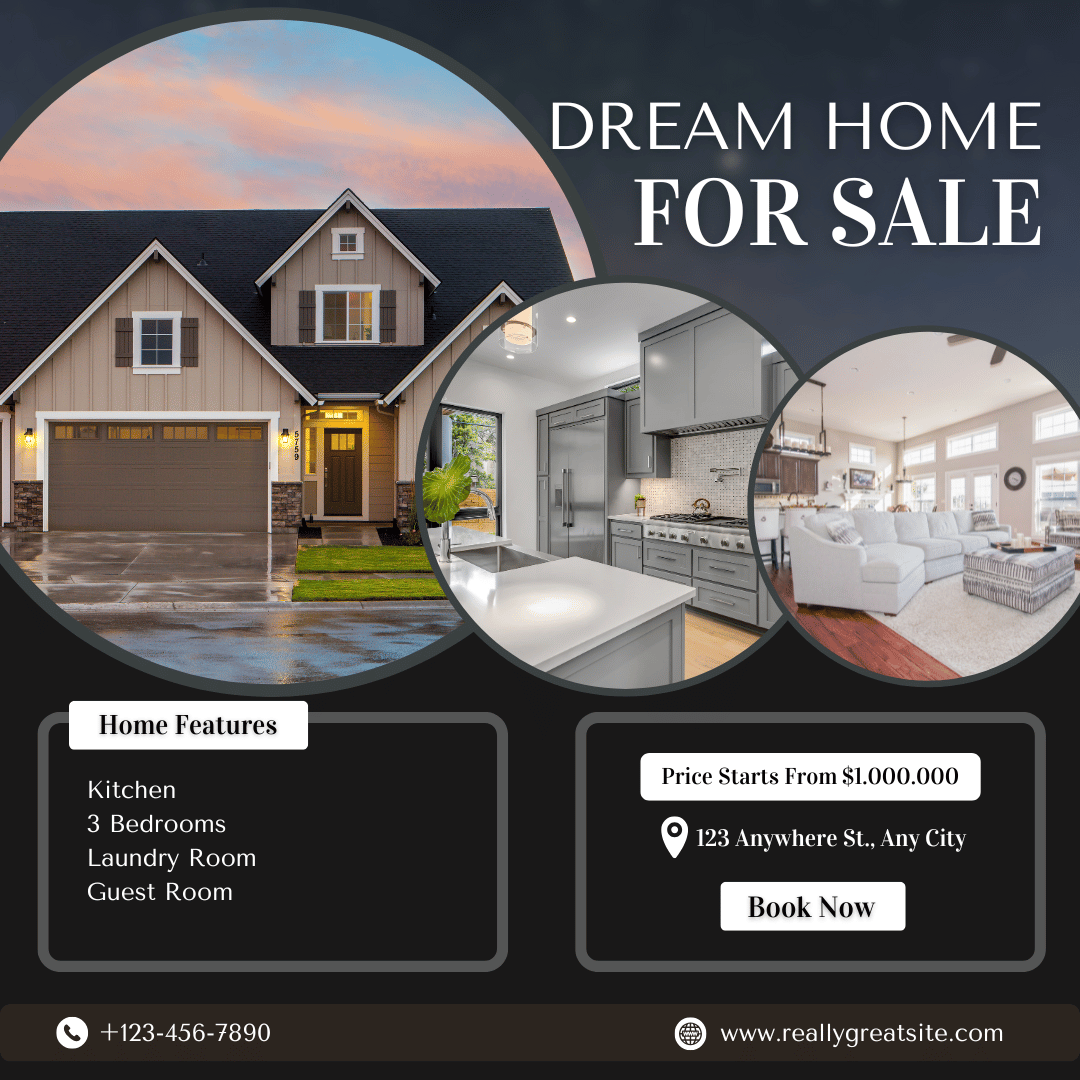 DREAM HOME
FOR SALE
5759
Home Features
Kitchen
3 Bedrooms
Laundry Room
Guest Room
Price Starts From $1.000.000
123 Anywhere St., Any City
Book Now
+123-456-7890
www.reallygreatsite.com